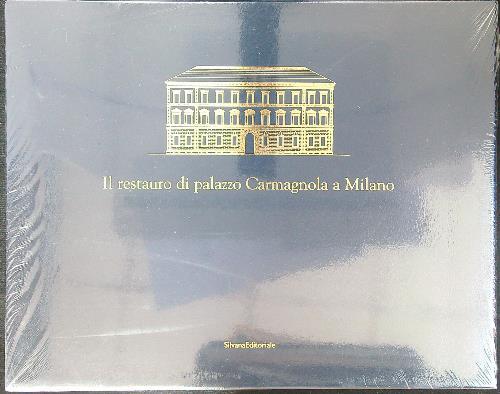 Il restauro di palazzo Carmagnola a Milano
SilvanaEditoriale